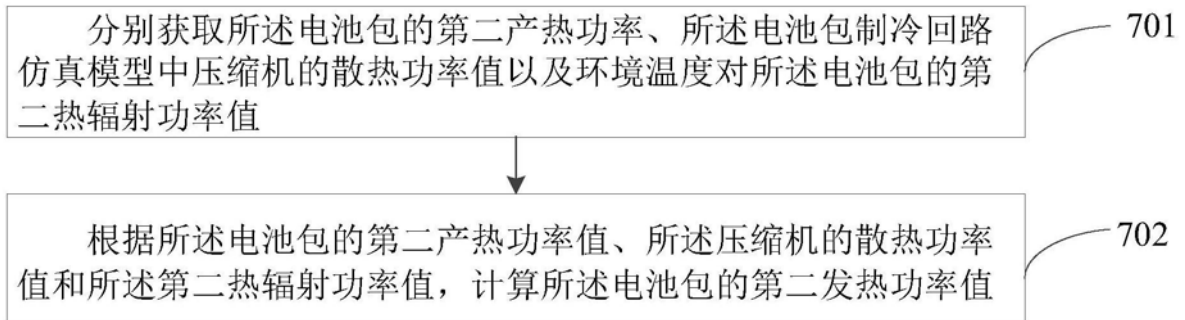 分别获取所述电池包的第二产热功率、所述电池包制冷回路
仿真模型中压缩机的散热功率值以及环境温度对所述电池包的第
二热辐射功率值
701
根据所述电池包的第二产热功率值、所述压缩机的散热功率
值和所述第二热辐射功率值，计算所述电池包的第二发热功率值
702